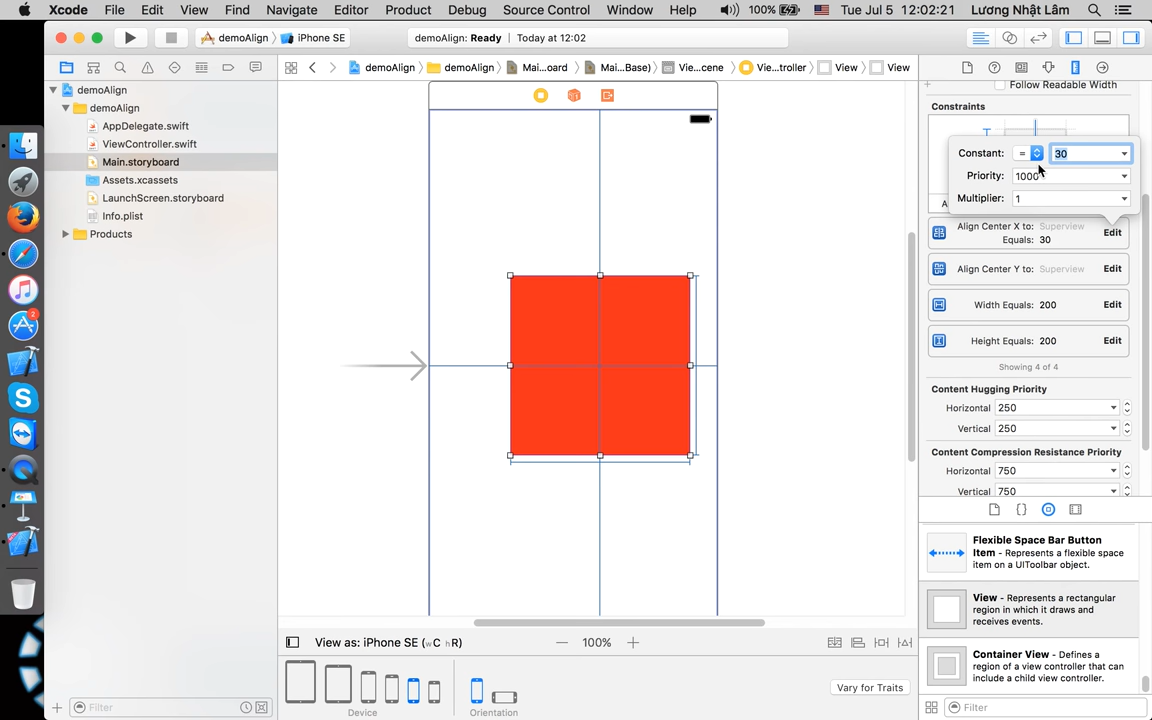 Xcode File Edit View Find Navigate Editor Product Debug Source Control Window Help 100% Tue Jul 5 12:02:21 Lương Nhật Lâm
demoAlign iPhone SE demoAlign: Ready Today at 12:02
demoAlign demoAlign Mai...oard Mai...Base) Vie...cene Vie...troller View View
demoAlign
demoAlign
AppDelegate.swift
ViewController.swift
Main.storyboard
Assets.xcassets
LaunchScreen.storyboard
Info.plist
Products
Follow Readable Width
Constraints
Constant: = 30
Priority: 1000
Multiplier: 1
Align Center X to: Superview
Equals: 30
Edit
Align Center Y to: Superview Edit
Width Equals: 200 Edit
Height Equals: 200 Edit
Showing 4 of 4
Content Hugging Priority
Horizontal 250
Vertical 250
Content Compression Resistance Priority
Horizontal 750
Vertical 750
Flexible Space Bar Button
Item - Represents a flexible space
item on a UIToolbar object.
View - Represents a rectangular
region in which it draws and
receives events.
Container View - Defines a
region of a view controller that can
include a child view controller.
View as: iPhone SE (wC hR) 100%
Device Orientation Vary for Traits
Filter Filter
2